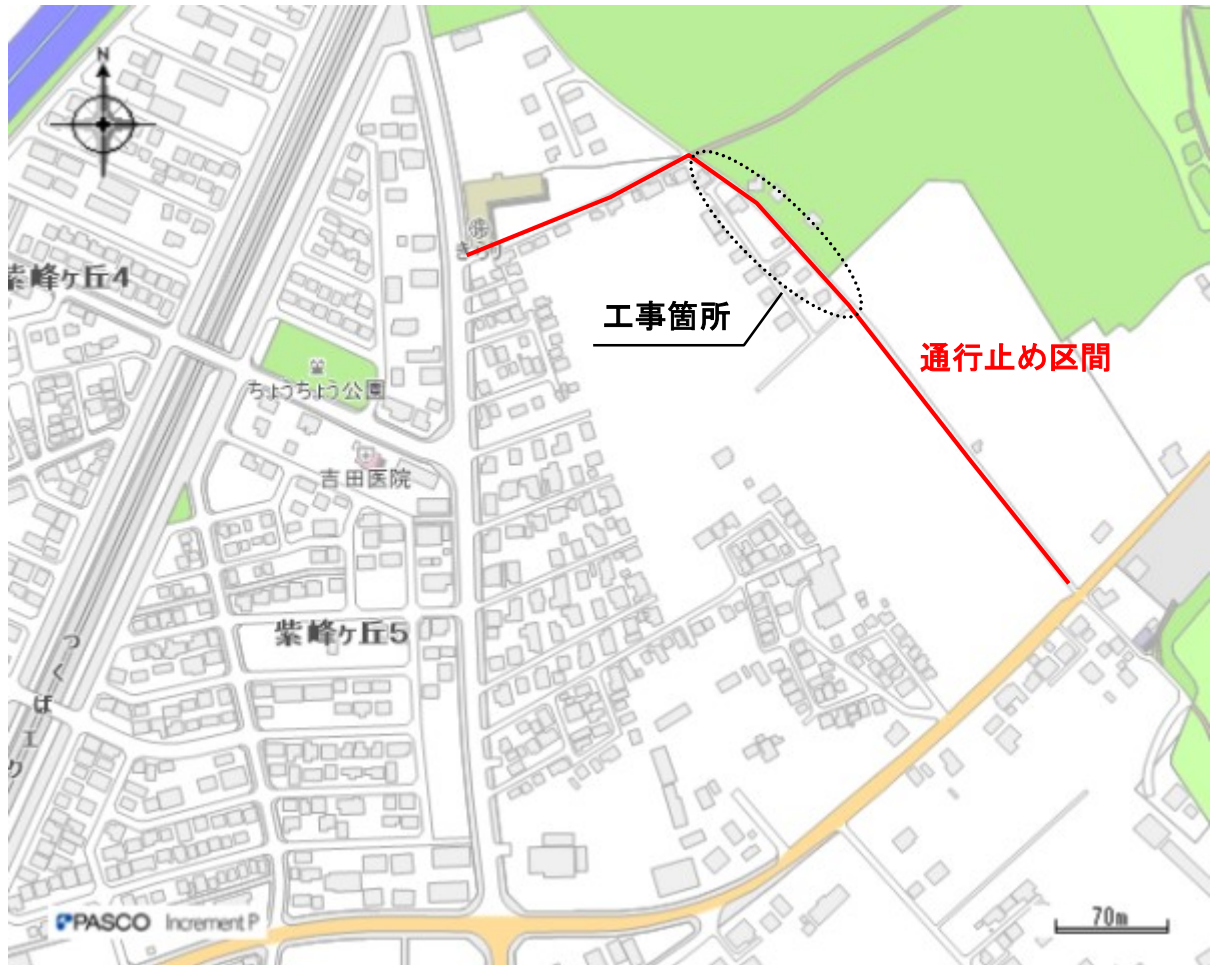 N
きらり
紫峰ヶ丘4
工事箇所
通行止め区間
ちょうちょう公園
吉田医院
紫峰ヶ丘5
つくばエク
PASCO Increment P
70m